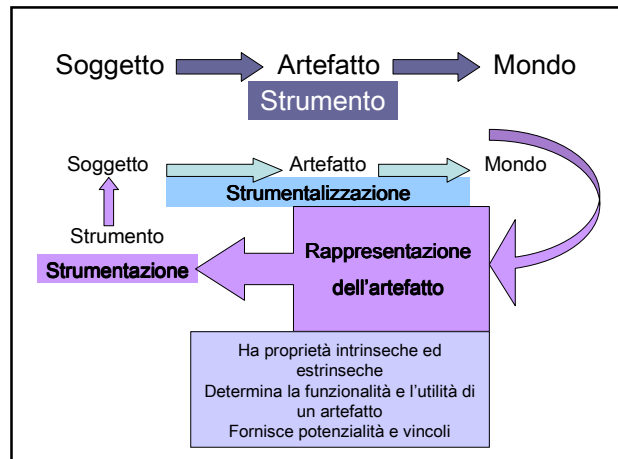 Soggetto Artefatto Mondo
Strumento
Soggetto Artefatto Mondo
Strumentalizzazione
Strumento
Strumentazione
Rappresentazione
dell'artefatto
Ha proprietà intrinseche ed
estrinseche
Determina la funzionalità e l'utilità di
un artefatto
Fornisce potenzialità e vincoli